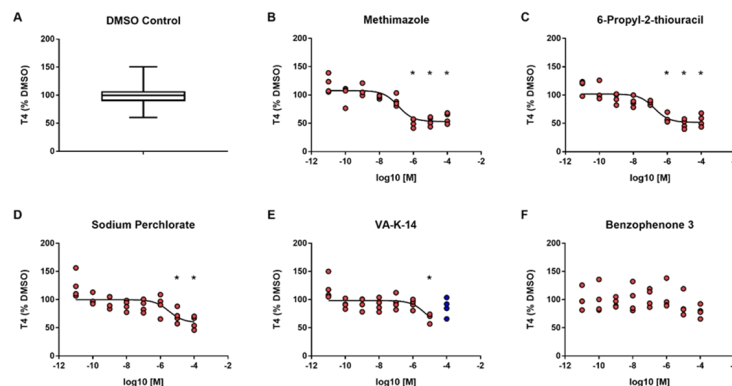 A
DMSO Control
T4 (% DMSO)
200
150
100
50
0
B
Methimazole
T4 (% DMSO)
200
150
100
50
0
* * *
-12 -10 -8 -6 -4 -2
log10 [M]
C
6-Propyl-2-thiouracil
T4 (% DMSO)
200
150
100
50
0
* * *
-12 -10 -8 -6 -4 -2
log10 [M]
D
Sodium Perchlorate
T4 (% DMSO)
200
150
100
50
0
* *
-12 -10 -8 -6 -4 -2
log10 [M]
E
VA-K-14
T4 (% DMSO)
200
150
100
50
0
*
-12 -10 -8 -6 -4 -2
log10 [M]
F
Benzophenone 3
T4 (% DMSO)
200
150
100
50
0
-12 -10 -8 -6 -4 -2
log10 [M]